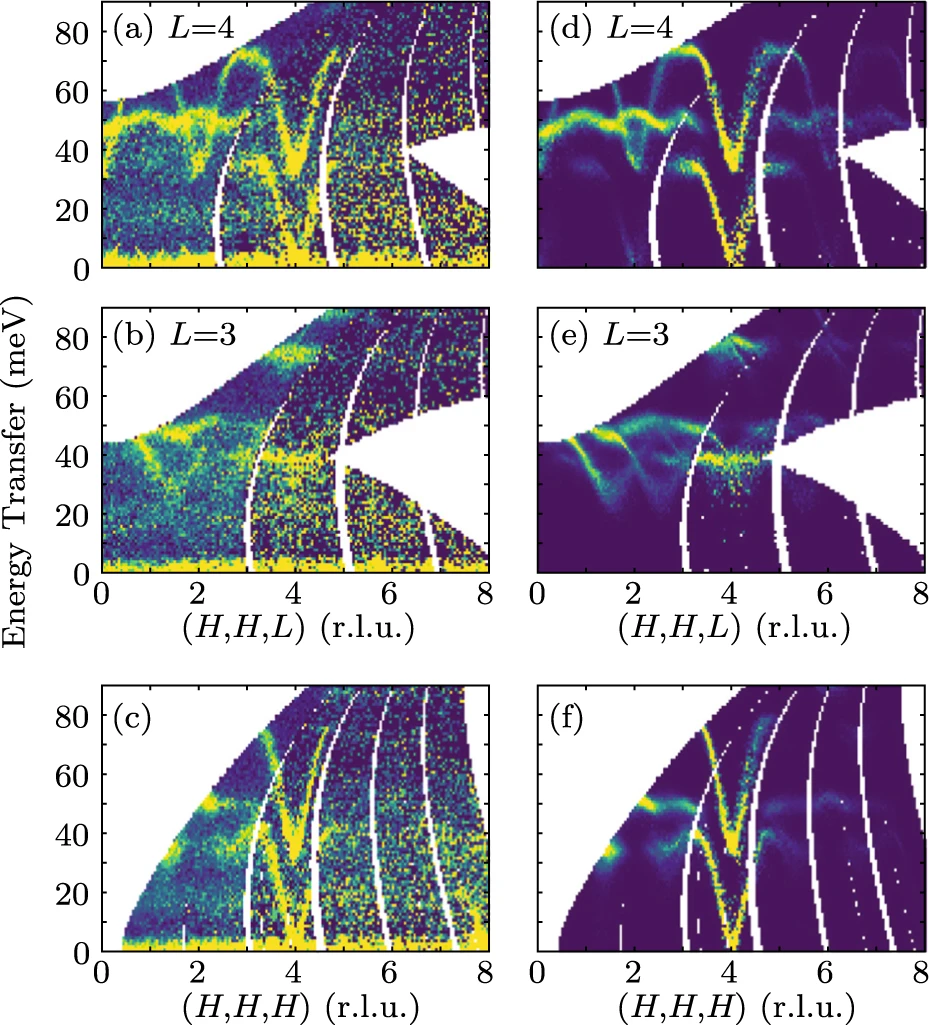 Energy Transfer (meV)
(a) L=4
80
60
40
20
0
(d) L=4
(b) L=3
80
60
40
20
0
0 2 4 6 8
(H,H,L) (r.l.u.)
(e) L=3
0 2 4 6 8
(H,H,L) (r.l.u.)
(c)
80
60
40
20
0
0 2 4 6 8
(H,H,H) (r.l.u.)
(f)
0 2 4 6 8
(H,H,H) (r.l.u.)